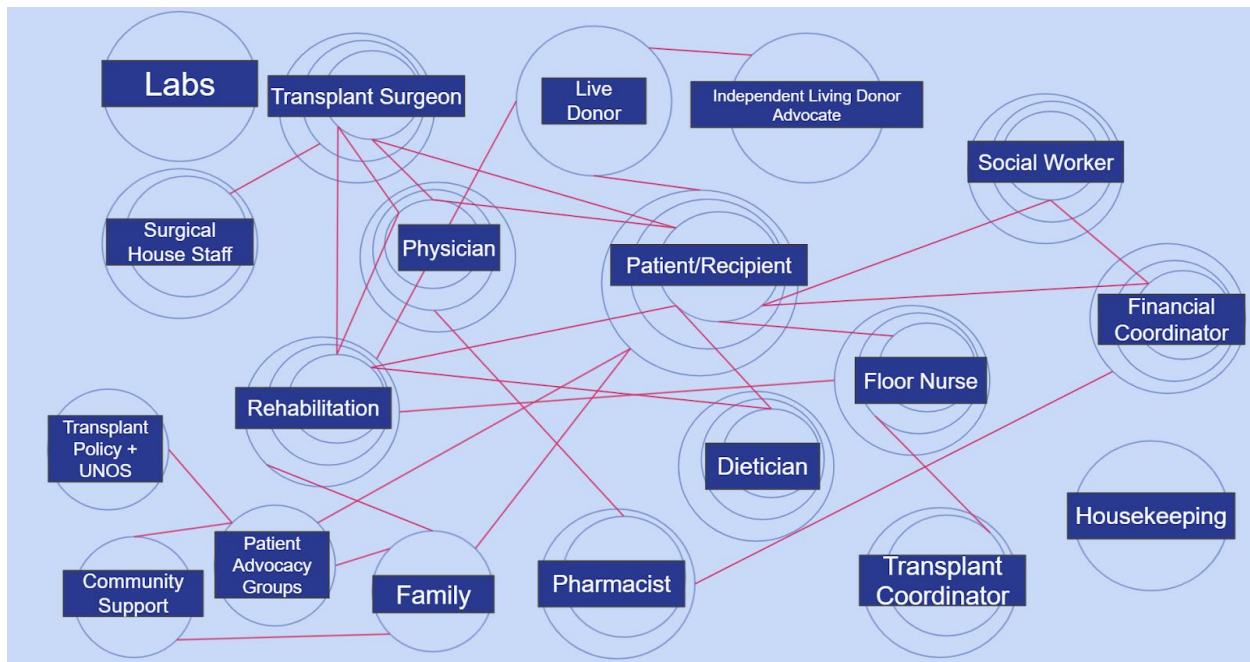 Labs
Transplant Surgeon
Live
Donor
Independent Living Donor
Advocate
Social Worker
Surgical
House Staff
Physician
Patient/Recipient
Financial
Coordinator
Rehabilitation
Floor Nurse
Transplant
Policy +
UNOS
Dietician
Housekeeping
Patient
Advocacy
Groups
Community
Support
Family
Pharmacist
Transplant
Coordinator